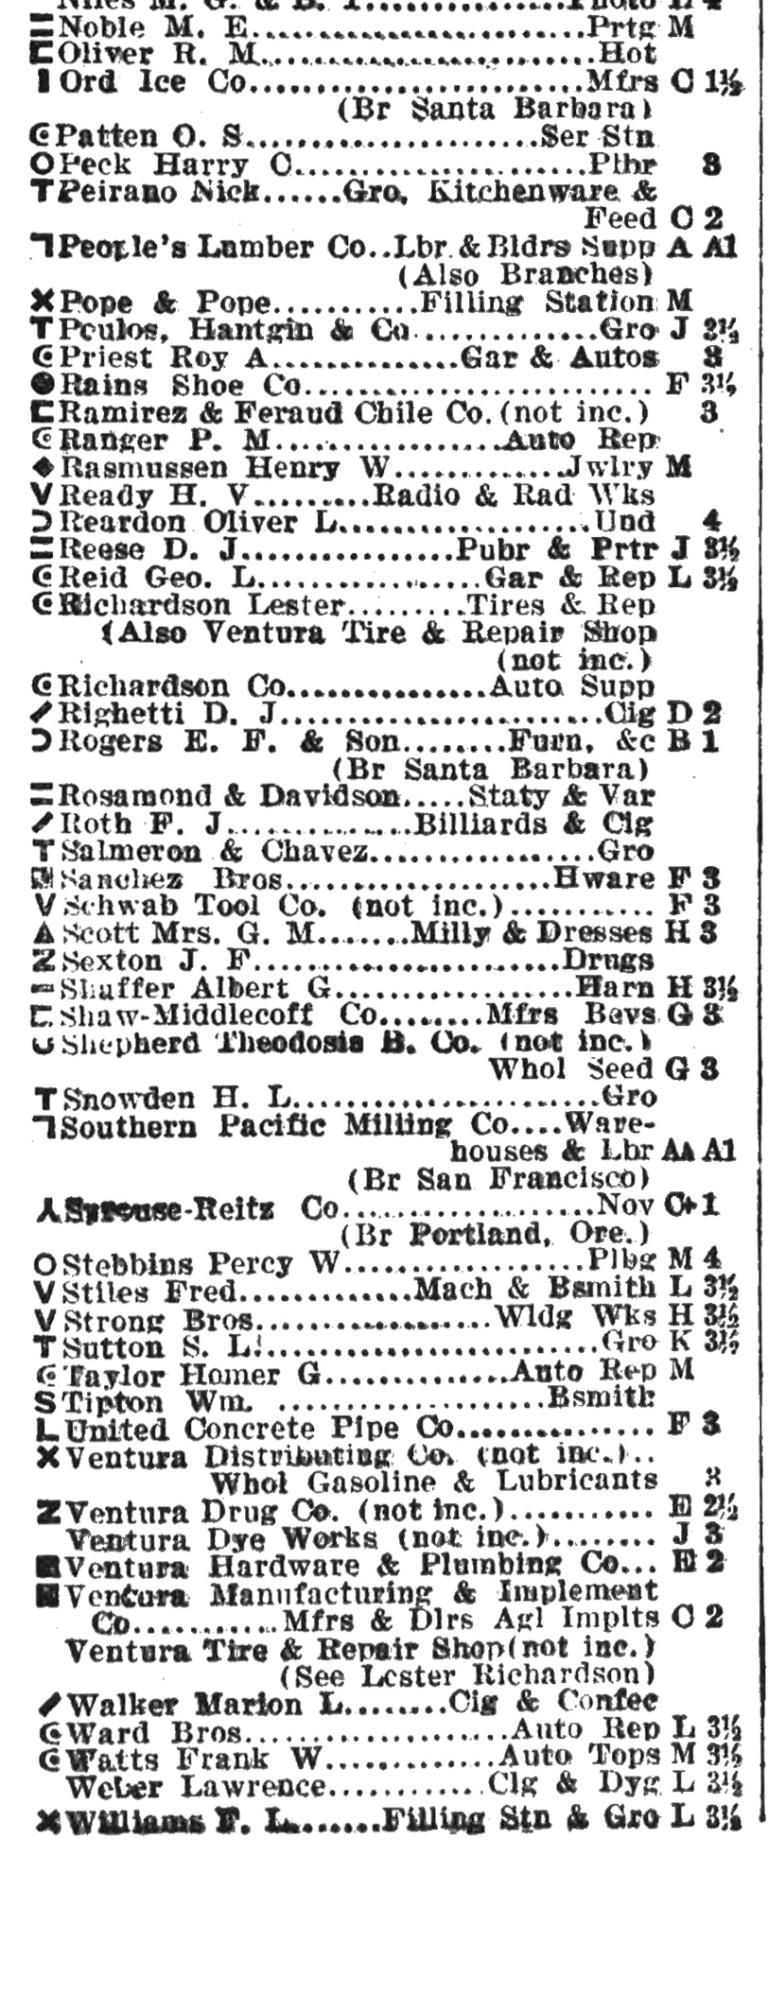 Niles M. G. & B. T....Photo L 4
Noble M. E....Prtg M
Oliver R. M....Hot
Ord Ice Co....Mfrs C 1½
(Br Santa Barbara)
Patten O. S....Ser Stn
Peck Harry C....Plbr 3
Peirano Nick......Gro, Kitchenware &
Feed C 2
People's Lumber Co..Lbr & Bldrs Supp A A1
(Also Branches)
Pope & Pope....Filling Station M
Poulos, Hantgin & Co....Gro J 3½
Priest Roy A....Gar & Autos 3
Rains Shoe Co.... F 3½
Ramirez & Feraud Chile Co. (not inc.) 3
Ranger P. M....Auto Rep
Rasmussen Henry W....Jwlry M
Ready H. V....Radio & Rad Wks
Reardon Oliver L....Und 4
Reese D. J....Pubr & Prtr J 3½
Reid Geo. L....Gar & Rep L 3½
Richardson Lester....Tires & Rep
(Also Ventura Tire & Repair Shop
(not inc.)
Richardson Co....Auto Supp
Righetti D. J....Cig D 2
Rogers E. F. & Son....Furn, &c B 1
(Br Santa Barbara)
Rosamond & Davidson.....Staty & Var
Roth F. J....Billiards & Cig
Salmeron & Chavez....Gro
Sanchez Bros....Hware F 3
Schwab Tool Co. (not inc.).... F 3
Scott Mrs. G. M....Milly & Dresses H 3
Sexton J. F....Drugs
Shaffer Albert G....Harn H 3½
Shaw-Middlecoff Co....Mfrs Bevs G 3
Shepherd Theodosia B. Co. (not inc.)
Whol Seed G 3
Snowden H. L....Gro
Southern Pacific Milling Co....Ware-
houses & Lbr AA A1
(Br San Francisco)
Sprouse-Reitz Co....Nov C+ 1
(Br Portland, Ore.)
Stebbins Percy W....Plbg M 4
Stiles Fred....Mach & Bsmith L 3½
Strong Bros....Wldg Wks H 3½
Sutton S. L....Gro K 3½
Taylor Homer G....Auto Rep M
Tipton Wm. ....Bsmith
United Concrete Pipe Co.... F 3
Ventura Distributing Co. (not inc.)..
Whol Gasoline & Lubricants 3
Ventura Drug Co. (not inc.).... E 2½
Ventura Dye Works (not inc.).... J 3
Ventura Hardware & Plumbing Co... E 2
Ventura Manufacturing & Implement
Co....Mfrs & Dlrs Agl Implts C 2
Ventura Tire & Repair Shop (not inc.)
(See Lester Richardson)
Walker Marion L....Cig & Confec
Ward Bros....Auto Rep L 3½
Watts Frank W....Auto Tops M 3½
Weber Lawrence....Clg & Dyg L 3½
Williams F. L....Filling Stn & Gro L 3½